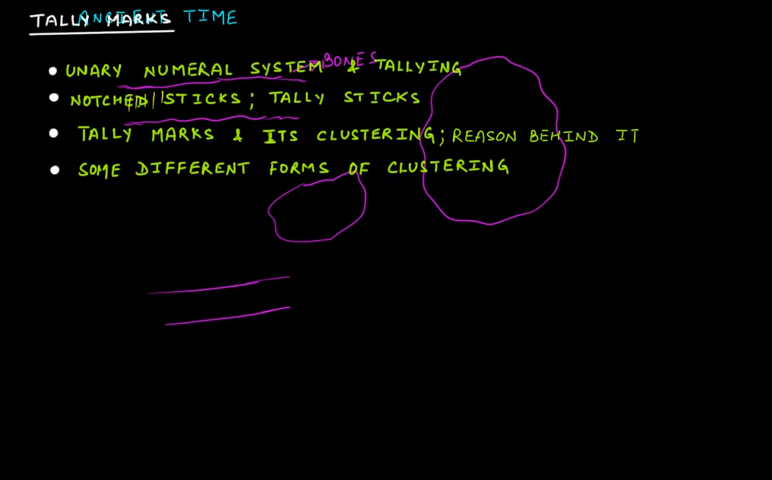 TALLY MARKS
ANCIENT TIME
UNARY NUMERAL SYSTEM & TALLYING
BONES
NOTCHED STICKS; TALLY STICKS
TALLY MARKS & ITS CLUSTERING; REASON BEHIND IT
SOME DIFFERENT FORMS OF CLUSTERING